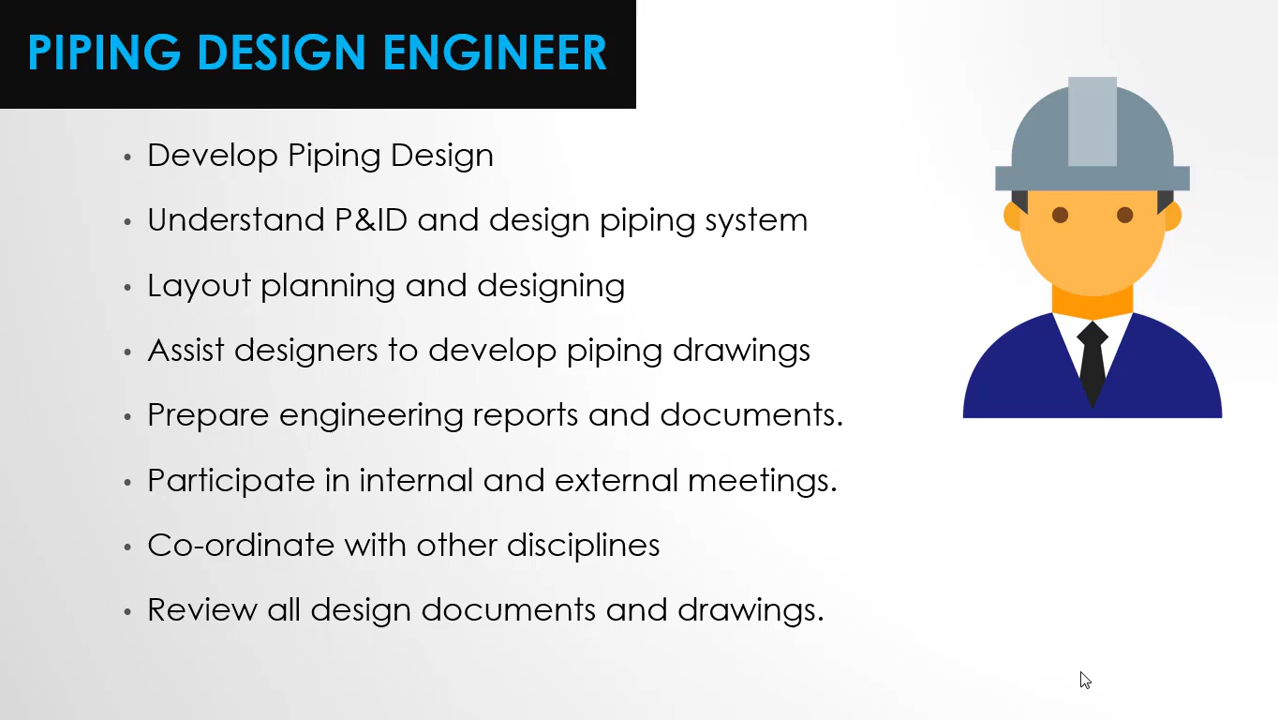 PIPING DESIGN ENGINEER
• Develop Piping Design
• Understand P&ID and design piping system
• Layout planning and designing
• Assist designers to develop piping drawings
• Prepare engineering reports and documents.
• Participate in internal and external meetings.
• Co-ordinate with other disciplines
• Review all design documents and drawings.